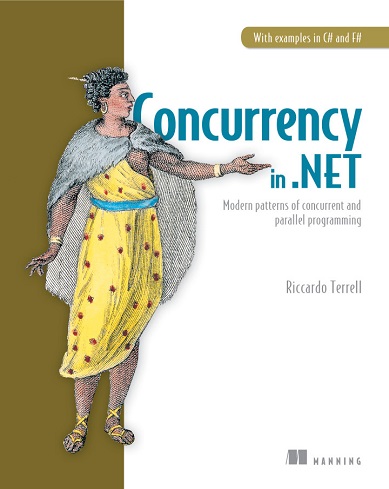 With examples in C# and F#
Concurrency
in .NET
Modern patterns of concurrent and
parallel programming
Riccardo Terrell
MANNING